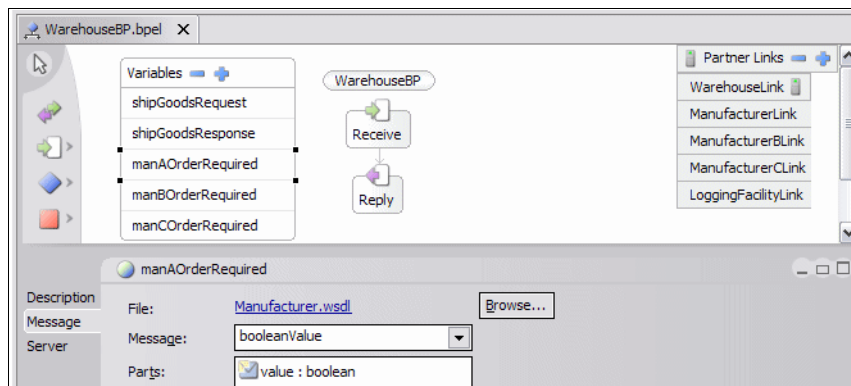 WarehouseBP.bpel
Variables
shipGoodsRequest
shipGoodsResponse
manAOrderRequired
manBOrderRequired
manCOrderRequired
WarehouseBP
Receive
Reply
Partner Links
WarehouseLink
ManufacturerLink
ManufacturerBLink
ManufacturerCLink
LoggingFacilityLink
manAOrderRequired
Description
Message
Server
File: Manufacturer.wsdl Browse...
Message: booleanValue
Parts: value : boolean